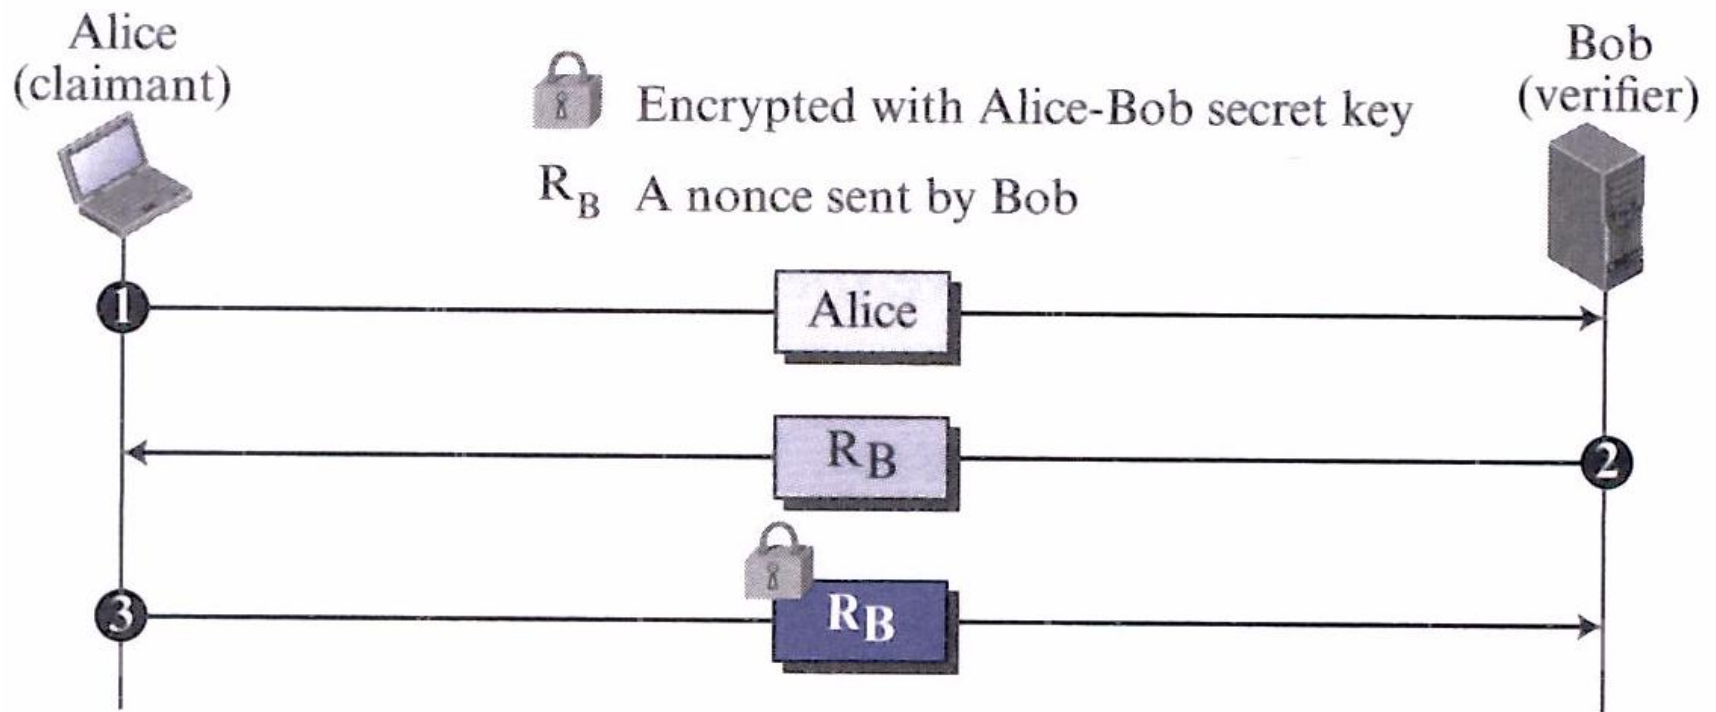 Alice
(claimant)
Bob
(verifier)
Encrypted with Alice-Bob secret key
R_B A nonce sent by Bob
1
Alice
R_B
2
3
R_B